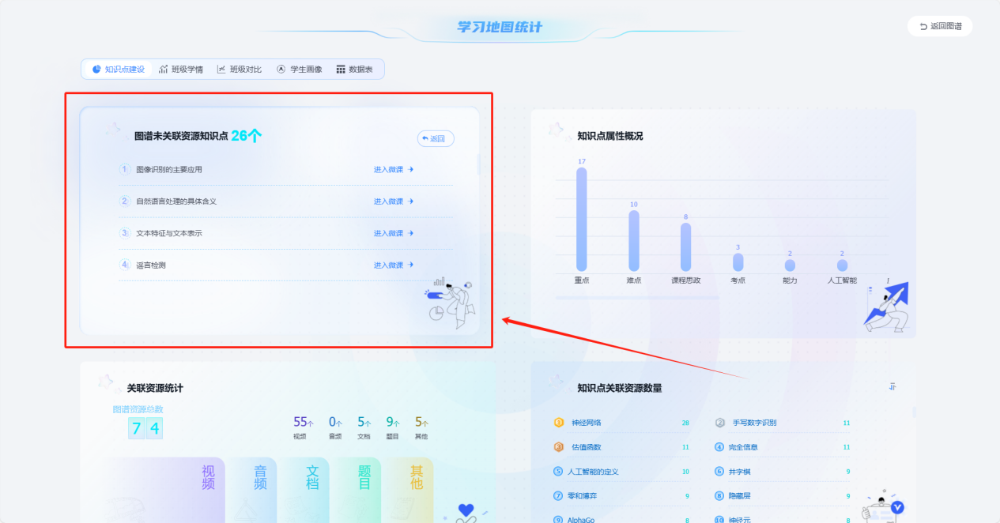 学习地图统计
返回图谱
知识点建设 班级学情 班级对比 学生画像 数据表
图谱未关联资源知识点 26个
返回
1 图像识别的主要应用 进入微课
2 自然语言处理的具体含义 进入微课
3 文本特征与文本表示 进入微课
4 谣言检测 进入微课
知识点属性概况
17
10
8
3
2
2
重点 难点 课程思政 考点 能力 人工智能
关联资源统计
图谱资源总数
7 4
55个 0个 5个 9个 5个
视频 音频 文档 题目 其他
视频 音频 文档 题目 其他
知识点关联资源数量
1 神经网络 28
2 手写数字识别 11
3 估值函数 11
4 完全信息 11
5 人工智能的定义 10
6 井字棋 9
7 零和博弈 9
8 隐藏层 9
9 AlphaGo 8
10 神经元 8